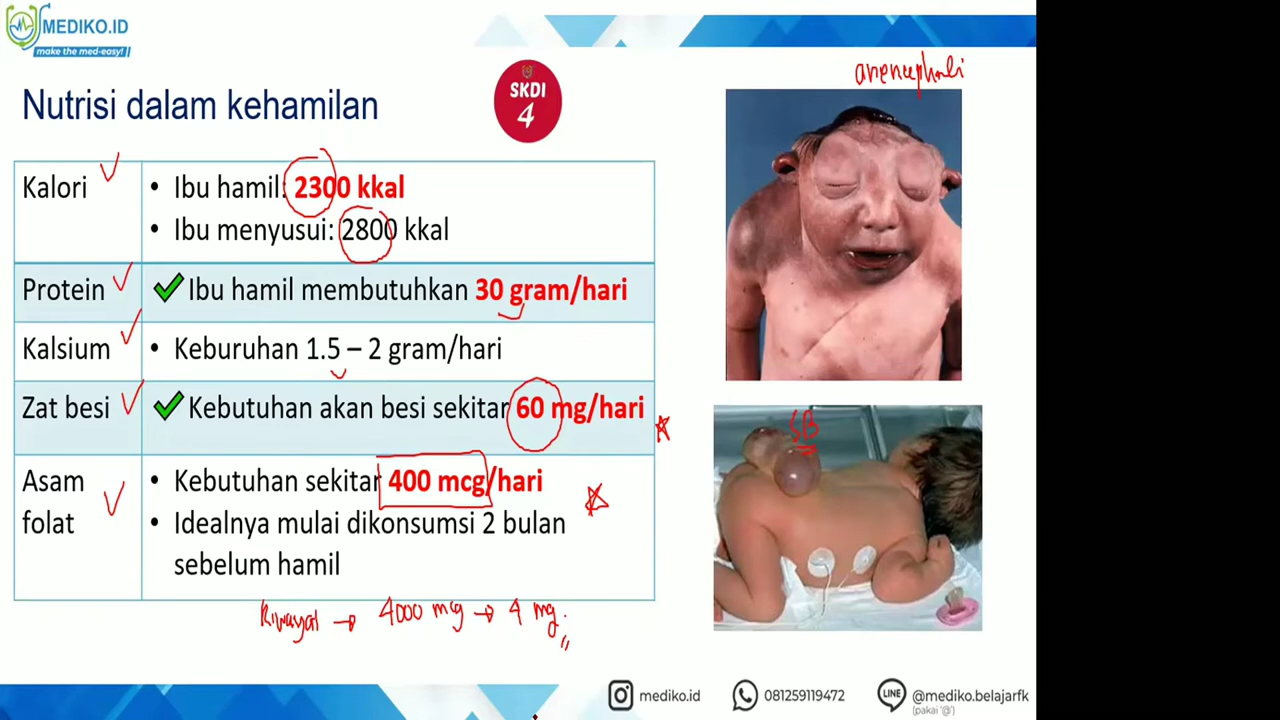 MEDIKO.ID
make the med-easy!
Nutrisi dalam kehamilan
SKDI
4
anencephali
Kalori
• Ibu hamil: 2300 kkal
• Ibu menyusui: 2800 kkal
Protein
Ibu hamil membutuhkan 30 gram/hari
Kalsium
• Keburuhan 1.5 – 2 gram/hari
Zat besi
Kebutuhan akan besi sekitar 60 mg/hari
SB
Asam folat
• Kebutuhan sekitar 400 mcg/hari
• Idealnya mulai dikonsumsi 2 bulan
sebelum hamil
Riwayat → 4000 mcg → 4 mg
mediko.id
081259119472
LINE
@mediko.belajarfk
(pakai '@')